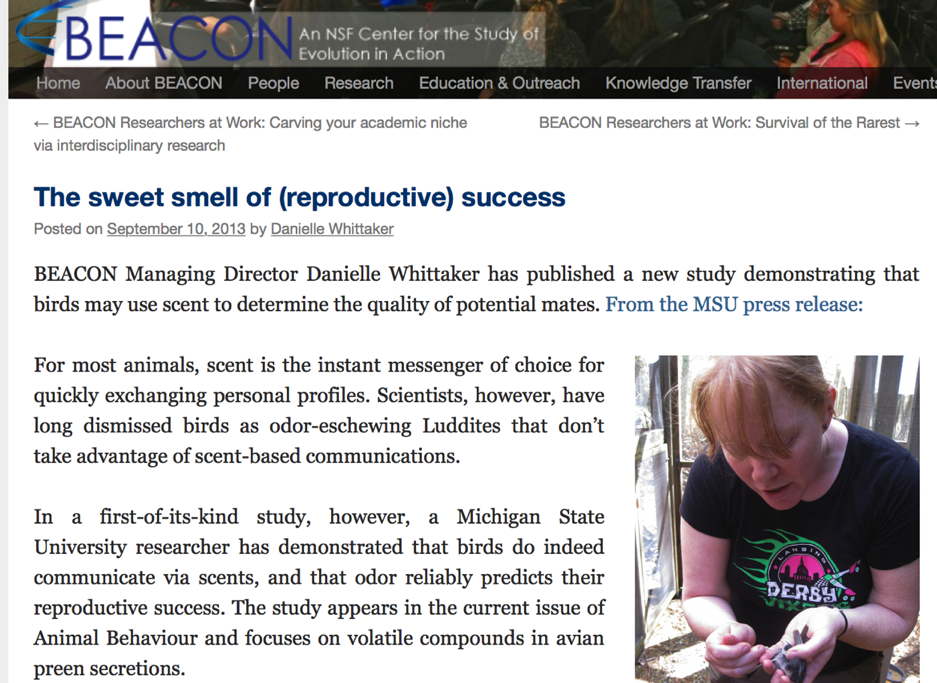 BEACON
An NSF Center for the Study of
Evolution in Action
Home About BEACON People Research Education & Outreach Knowledge Transfer International Events
← BEACON Researchers at Work: Carving your academic niche
via interdisciplinary research
BEACON Researchers at Work: Survival of the Rarest →
The sweet smell of (reproductive) success
Posted on September 10, 2013 by Danielle Whittaker
BEACON Managing Director Danielle Whittaker has published a new study demonstrating that
birds may use scent to determine the quality of potential mates. From the MSU press release:
For most animals, scent is the instant messenger of choice for
quickly exchanging personal profiles. Scientists, however, have
long dismissed birds as odor-eschewing Luddites that don’t
take advantage of scent-based communications.
In a first-of-its-kind study, however, a Michigan State
University researcher has demonstrated that birds do indeed
communicate via scents, and that odor reliably predicts their
reproductive success. The study appears in the current issue of
Animal Behaviour and focuses on volatile compounds in avian
preen secretions.
LANSING
DERBY
VIXENS